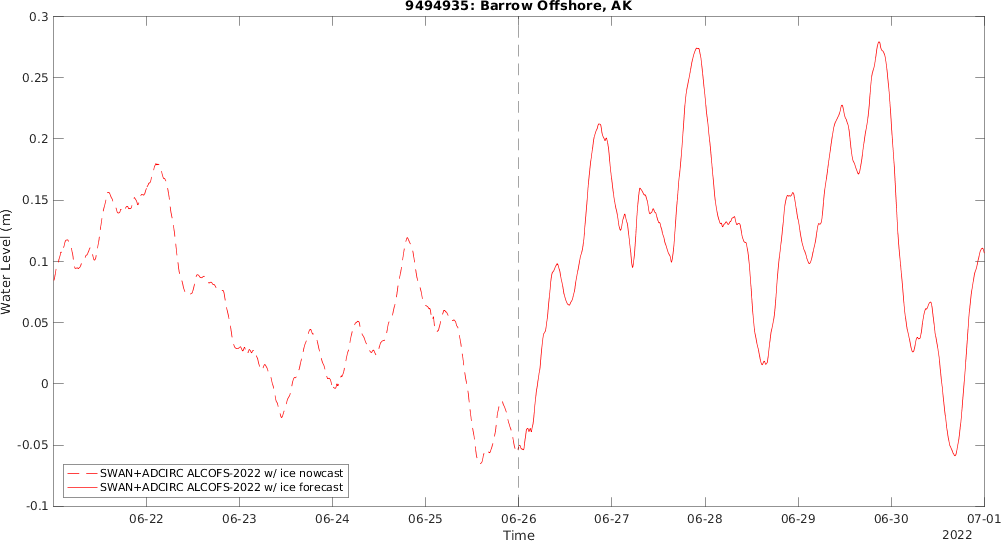 9494935: Barrow Offshore, AK
0.3
0.25
0.2
0.15
0.1
0.05
0
-0.05
-0.1
Water Level (m)
SWAN+ADCIRC ALCOFS-2022 w/ ice nowcast
SWAN+ADCIRC ALCOFS-2022 w/ ice forecast
06-22 06-23 06-24 06-25 06-26 06-27 06-28 06-29 06-30 07-01
Time
2022